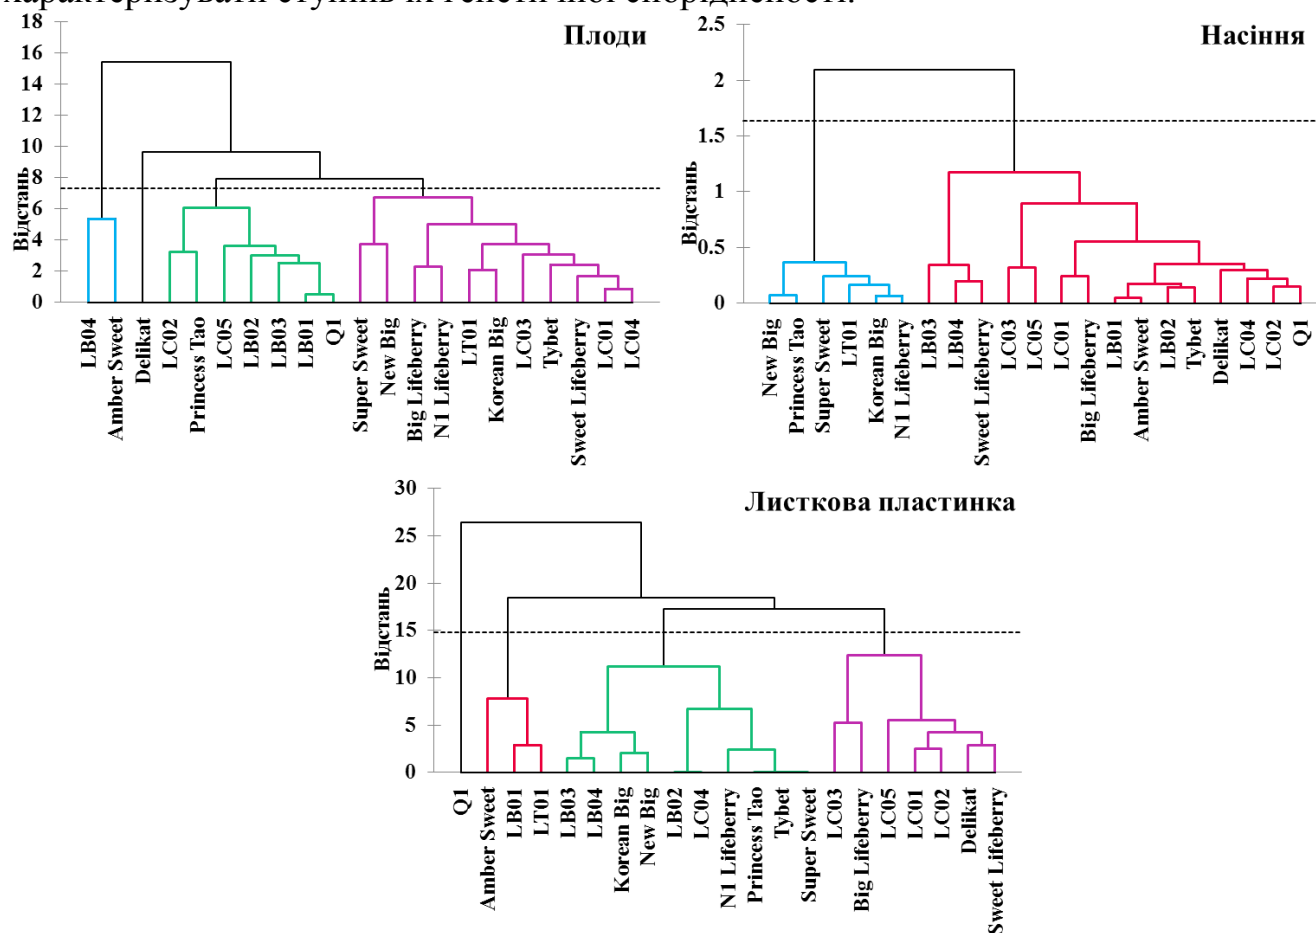 характеризувати ступінь їх генетичної спорідненості.
Плоди
Відстань
18
16
14
12
10
8
6
4
2
0
LB04
Amber Sweet
Delikat
LC02
Princess Tao
LC05
LB02
LB03
LB01
Q1
Super Sweet
New Big
Big Lifeberry
N1 Lifeberry
LT01
Korean Big
LC03
Tybet
Sweet Lifeberry
LC01
LC04
Насіння
Відстань
2.5
2
1.5
1
0.5
0
New Big
Princess Tao
Super Sweet
LT01
Korean Big
N1 Lifeberry
LB03
LB04
Sweet Lifeberry
LC03
LC05
LC01
Big Lifeberry
LB01
Amber Sweet
LB02
Tybet
Delikat
LC04
LC02
Q1
Листкова пластинка
Відстань
30
25
20
15
10
5
0
Q1
Amber Sweet
LB01
LT01
LB03
LB04
Korean Big
New Big
LB02
LC04
N1 Lifeberry
Princess Tao
Tybet
Super Sweet
LC03
Big Lifeberry
LC05
LC01
LC02
Delikat
Sweet Lifeberry